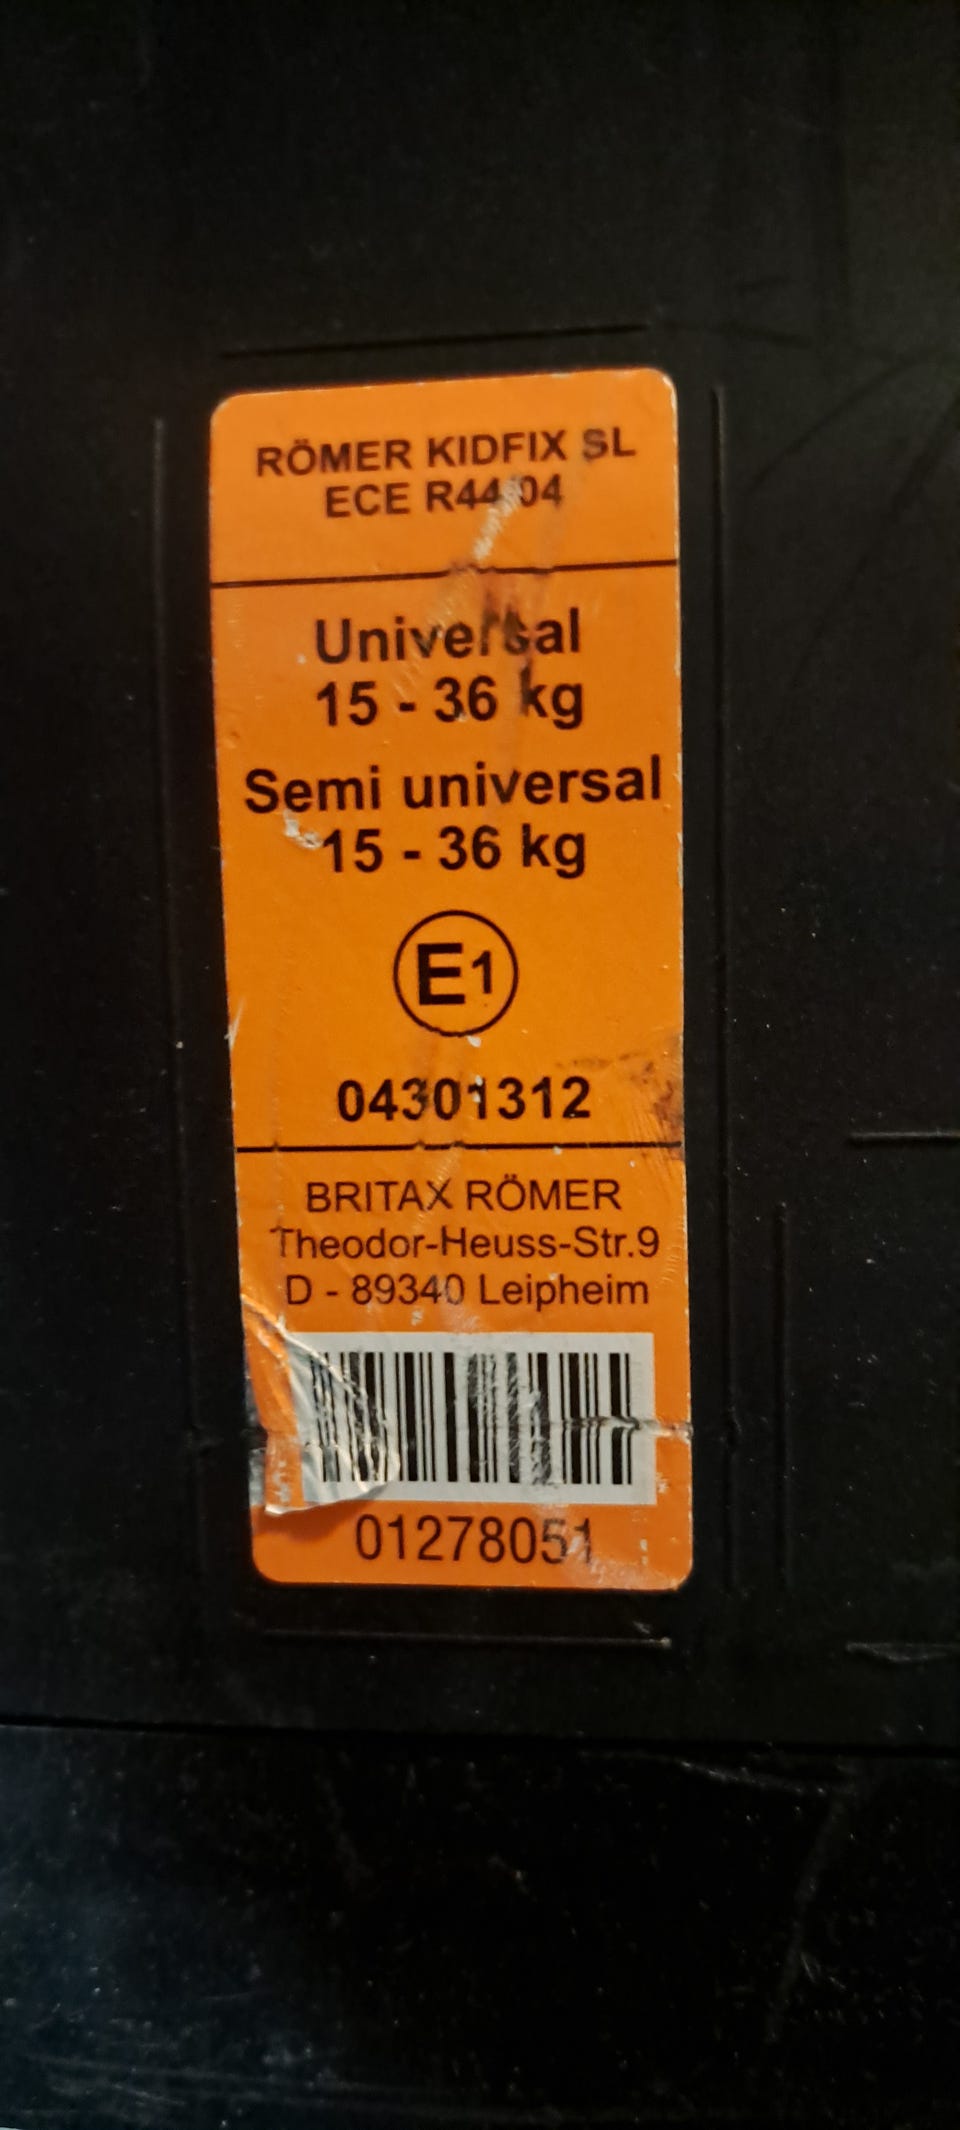 RÖMER KIDFIX SL
ECE R44/04
Universal
15 - 36 kg
Semi universal
15 - 36 kg
E1
04301312
BRITAX RÖMER
Theodor-Heuss-Str.9
D - 89340 Leipheim
01278051